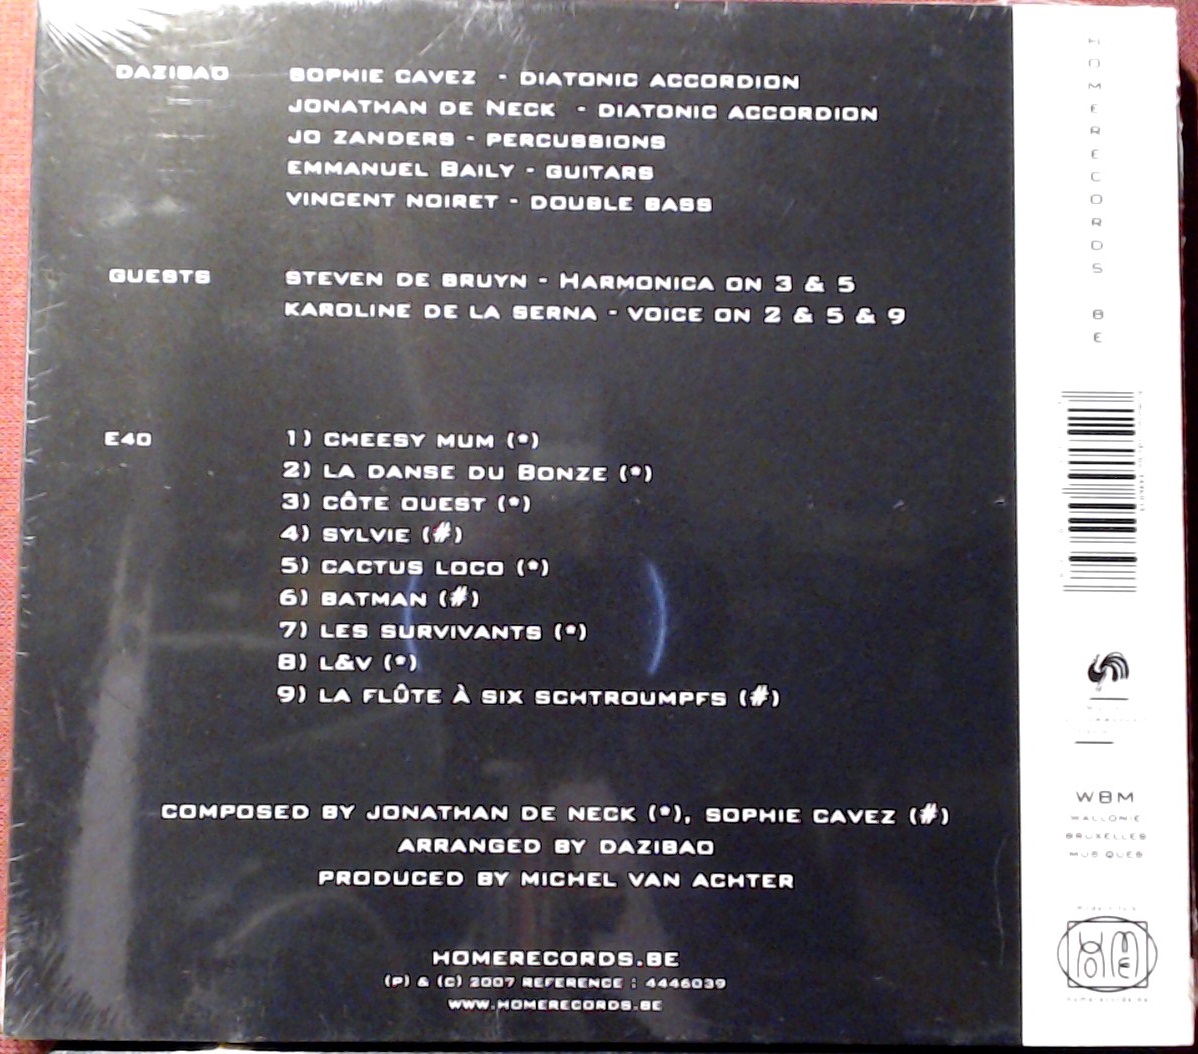 DAZIBAO SOPHIE CAVEZ - DIATONIC ACCORDION
JONATHAN DE NECK - DIATONIC ACCORDION
JO ZANDERS - PERCUSSIONS
EMMANUEL BAILY - GUITARS
VINCENT NOIRET - DOUBLE BASS
GUESTS STEVEN DE BRUYN - HARMONICA ON 3 & 5
KAROLINE DE LA SERNA - VOICE ON 2 & 5 & 9
E40 1) CHEESY MUM (*)
2) LA DANSE DU BONZE (*)
3) CÔTE OUEST (*)
4) SYLVIE (#)
5) CACTUS LOCO (*)
6) BATMAN (#)
7) LES SURVIVANTS (*)
8) L&V (*)
9) LA FLÛTE À SIX SCHTROUMPFS (#)
COMPOSED BY JONATHAN DE NECK (*), SOPHIE CAVEZ (#)
ARRANGED BY DAZIBAO
PRODUCED BY MICHEL VAN ACHTER
HOMERECORDS.BE
(P) & (C) 2007 REFERENCE : 4446039
WWW.HOMERECORDS.BE
HOMERECORDS BE
WBM
WALLONIE
BRUXELLES
MUSIQUES
HOME
homerecords.be